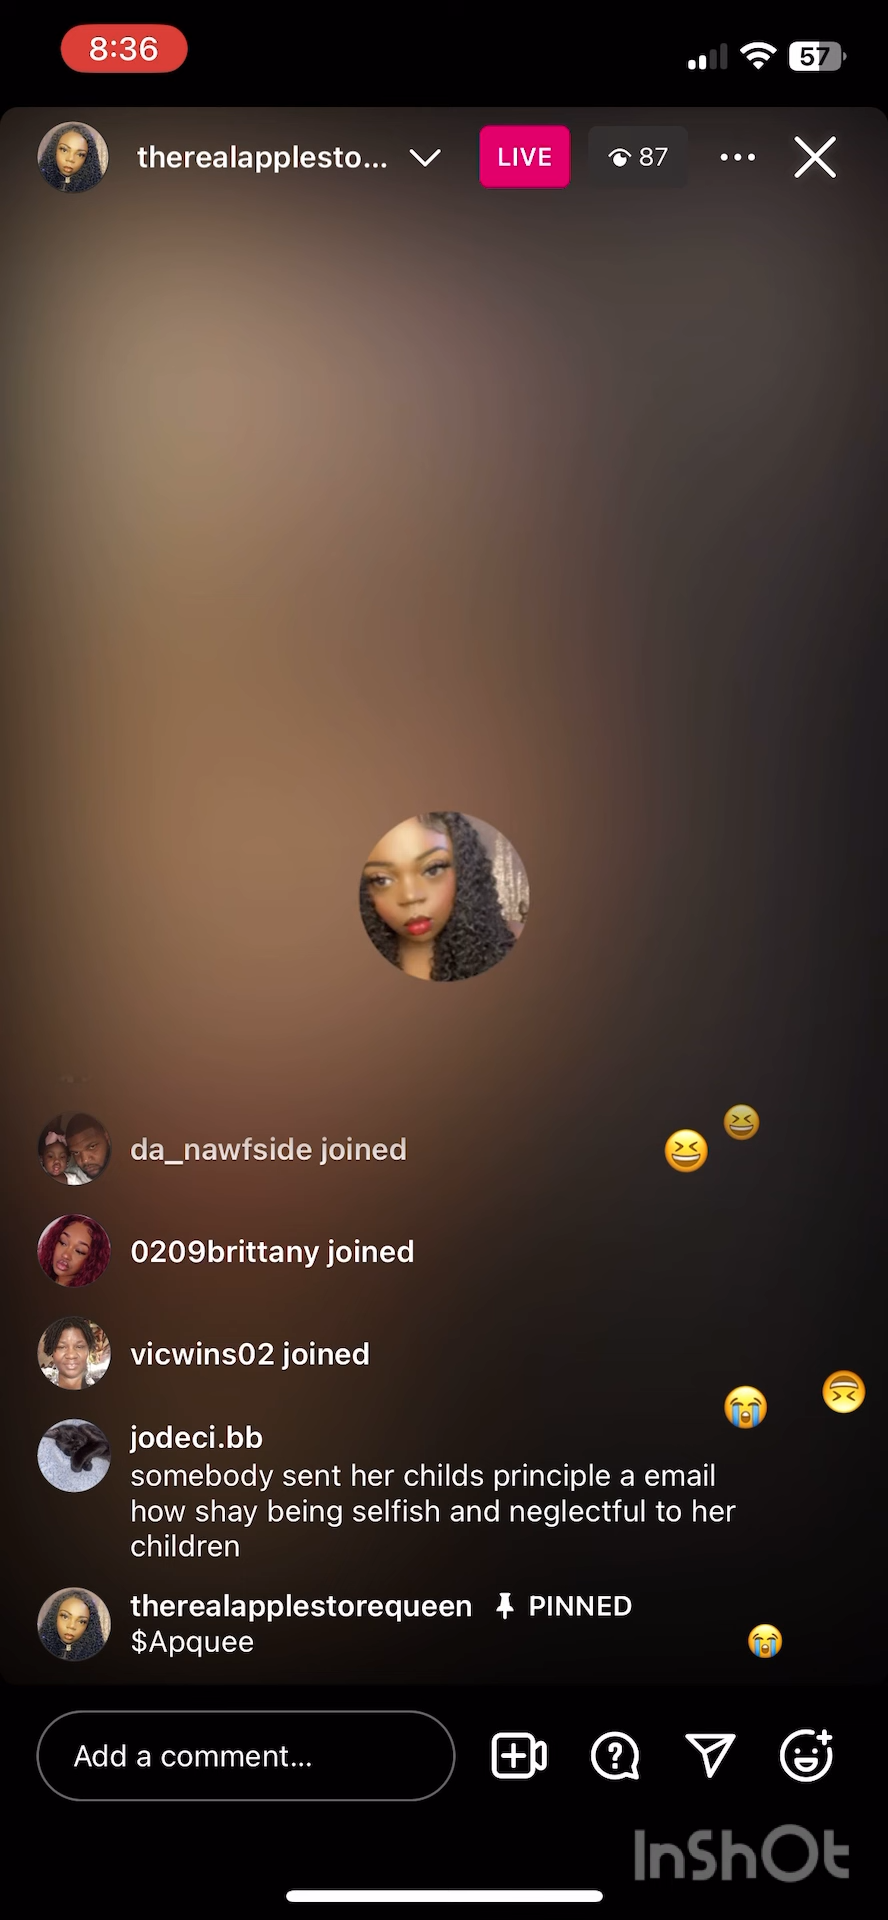 8:36
57
therealapplesto...
LIVE
87
da_nawfside joined
0209brittany joined
vicwins02 joined
jodeci.bb
somebody sent her childs principle a email
how shay being selfish and neglectful to her
children
therealapplestorequeen PINNED
$Apquee
Add a comment...
InShOt